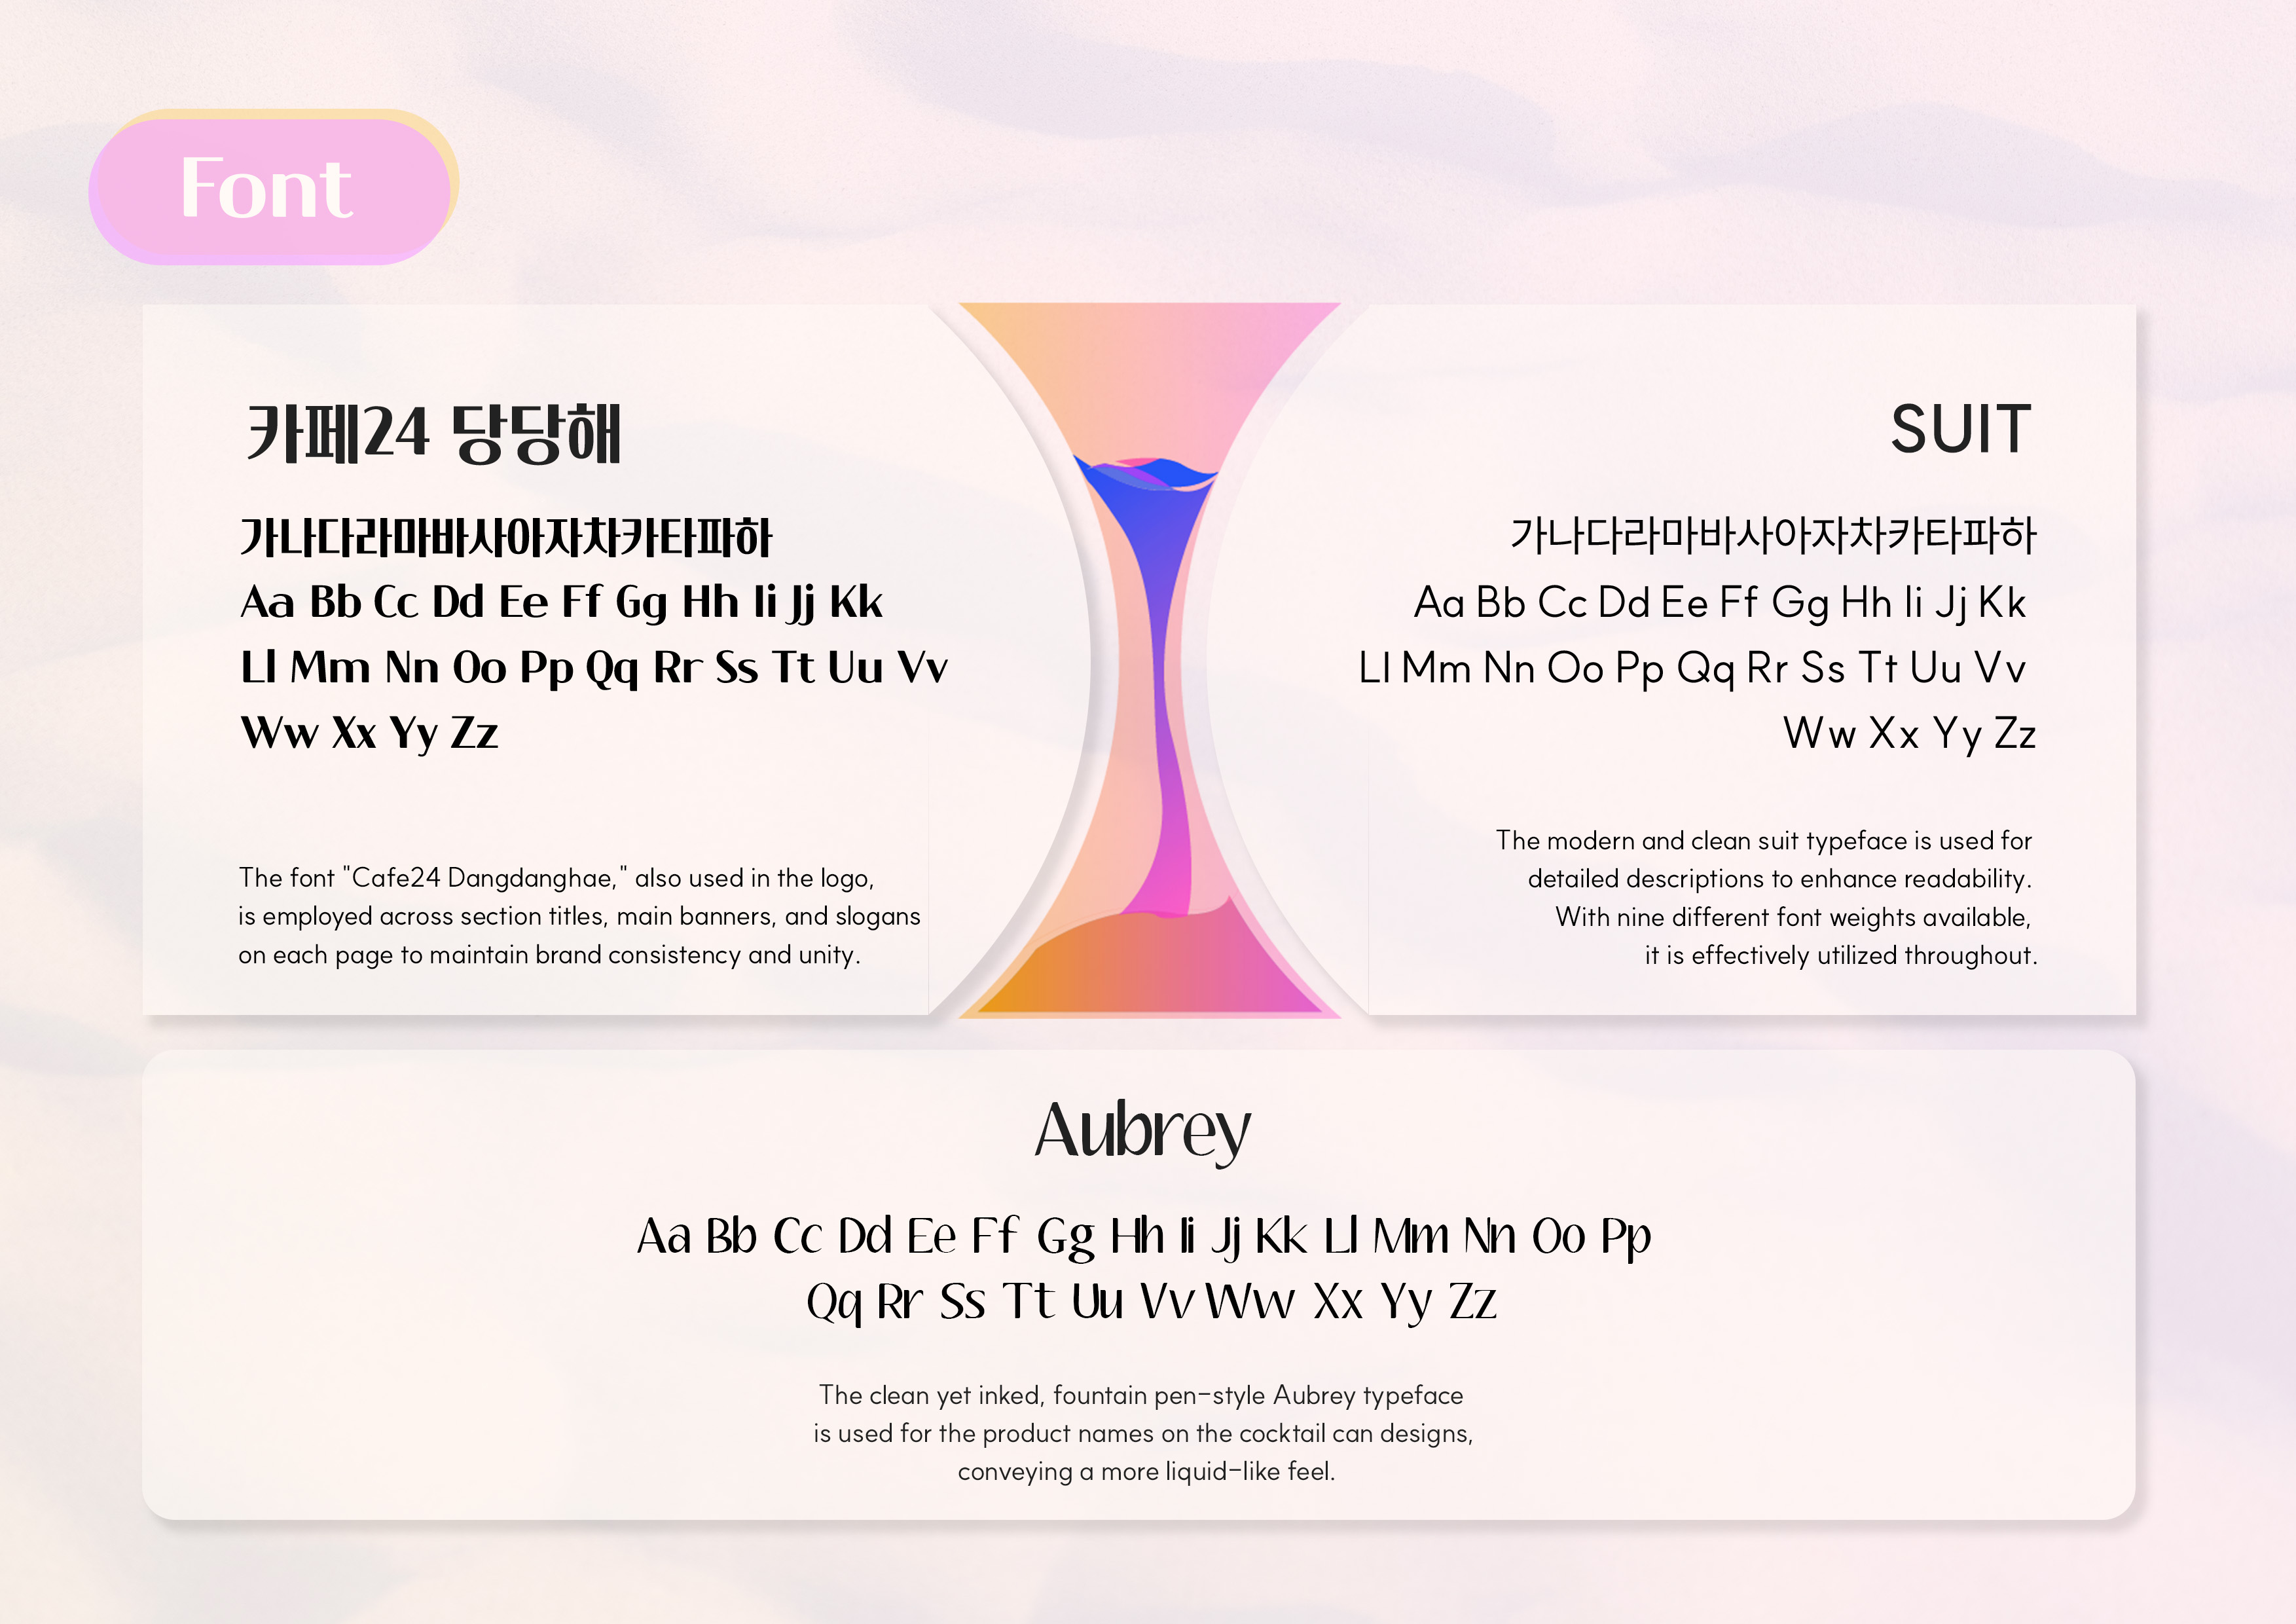 Font
카페24 당당해
가나다라마바사아자차카타파하
Aa Bb Cc Dd Ee Ff Gg Hh Ii Jj Kk
Ll Mm Nn Oo Pp Qq Rr Ss Tt Uu Vv
Ww Xx Yy Zz
The font "Cafe24 Dangdanghae," also used in the logo,
is employed across section titles, main banners, and slogans
on each page to maintain brand consistency and unity.
SUIT
가나다라마바사아자차카타파하
Aa Bb Cc Dd Ee Ff Gg Hh Ii Jj Kk
Ll Mm Nn Oo Pp Qq Rr Ss Tt Uu Vv
Ww Xx Yy Zz
The modern and clean suit typeface is used for
detailed descriptions to enhance readability.
With nine different font weights available,
it is effectively utilized throughout.
Aubrey
Aa Bb Cc Dd Ee Ff Gg Hh Ii Jj Kk Ll Mm Nn Oo Pp
Qq Rr Ss Tt Uu Vv Ww Xx Yy Zz
The clean yet inked, fountain pen-style Aubrey typeface
is used for the product names on the cocktail can designs,
conveying a more liquid-like feel.